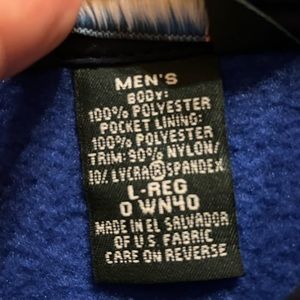 MEN'S
BODY:
100% POLYESTER
POCKET LINING:
100% POLYESTER
TRIM: 90% NYLON/
10% LYCRA® SPANDEX
L-REG
0 WN40
MADE IN EL SALVADOR
OF U.S. FABRIC
CARE ON REVERSE